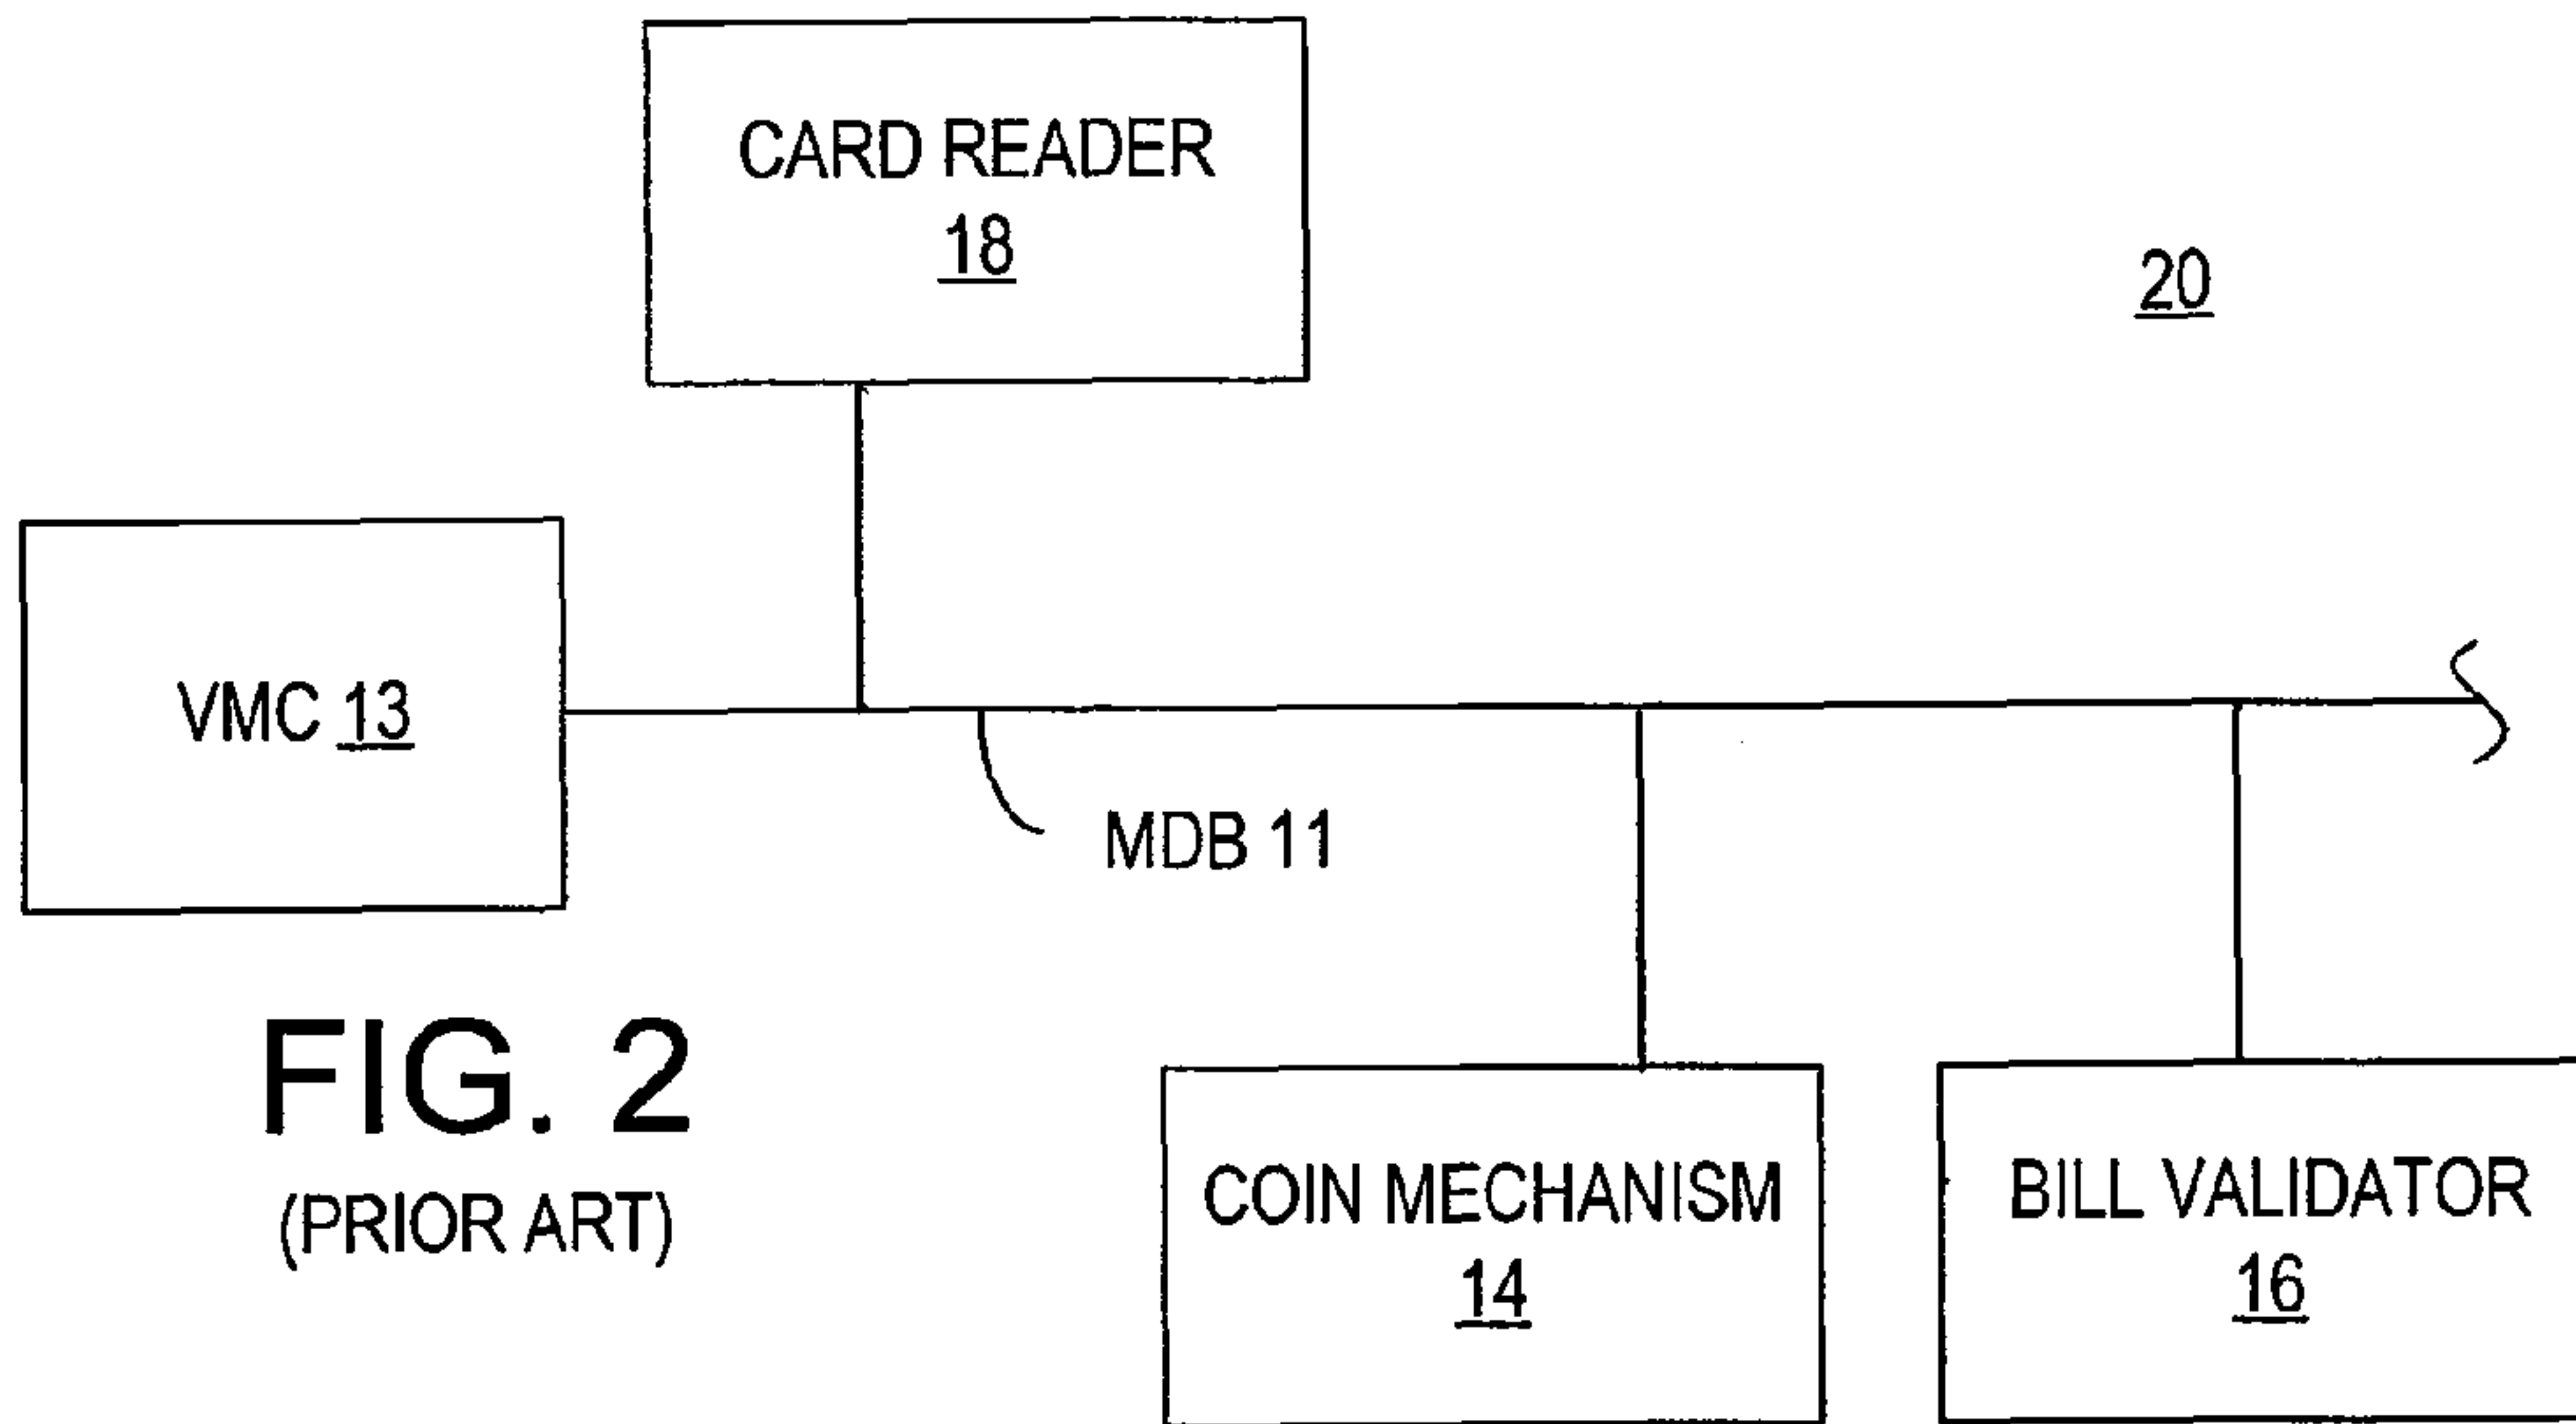 CARD READER
18
20
VMC 13
MDB 11
FIG. 2
(PRIOR ART)
COIN MECHANISM
14
BILL VALIDATOR
16